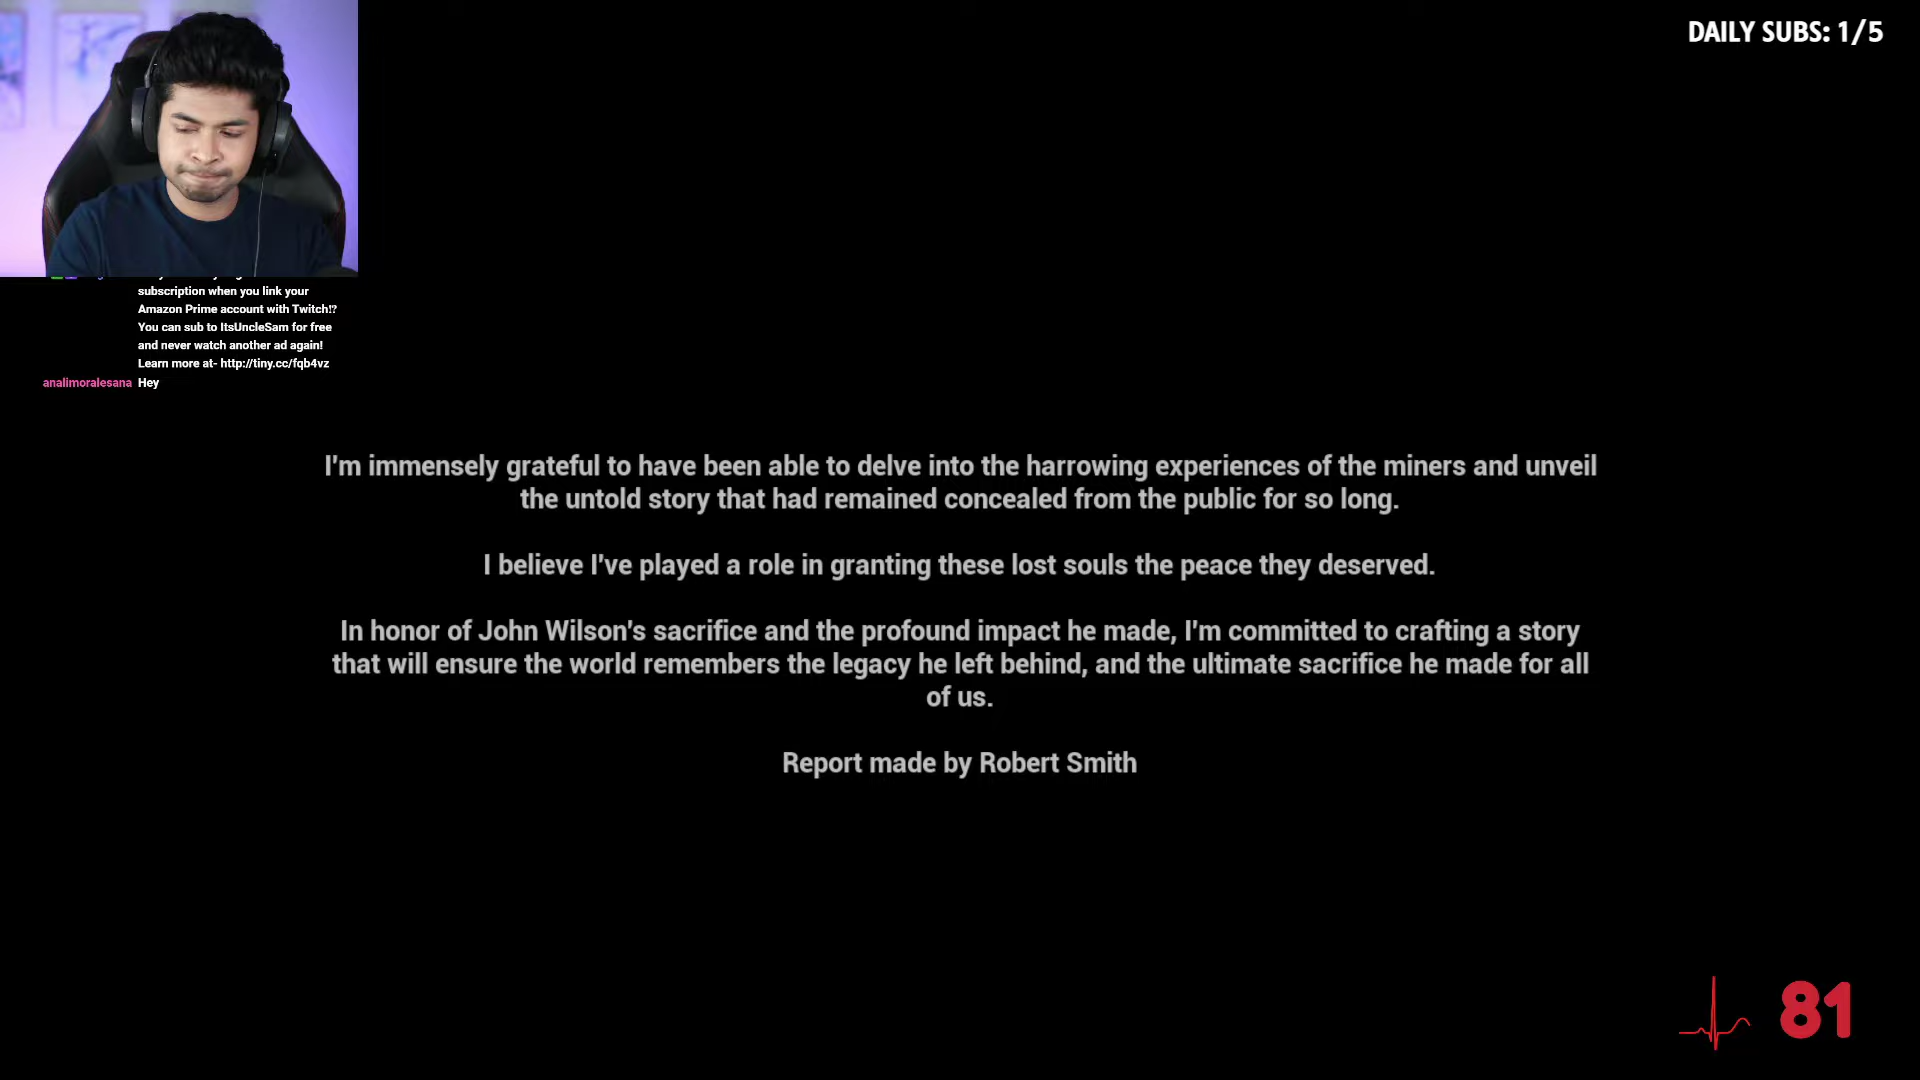 DAILY SUBS: 1/5
subscription when you link your
Amazon Prime account with Twitch!?
You can sub to ItsUncleSam for free
and never watch another ad again!
Learn more at- http://tiny.cc/fqb4vz
analimoralesana Hey
I'm immensely grateful to have been able to delve into the harrowing experiences of the miners and unveil
the untold story that had remained concealed from the public for so long.
I believe I've played a role in granting these lost souls the peace they deserved.
In honor of John Wilson's sacrifice and the profound impact he made, I'm committed to crafting a story
that will ensure the world remembers the legacy he left behind, and the ultimate sacrifice he made for all
of us.
Report made by Robert Smith
81